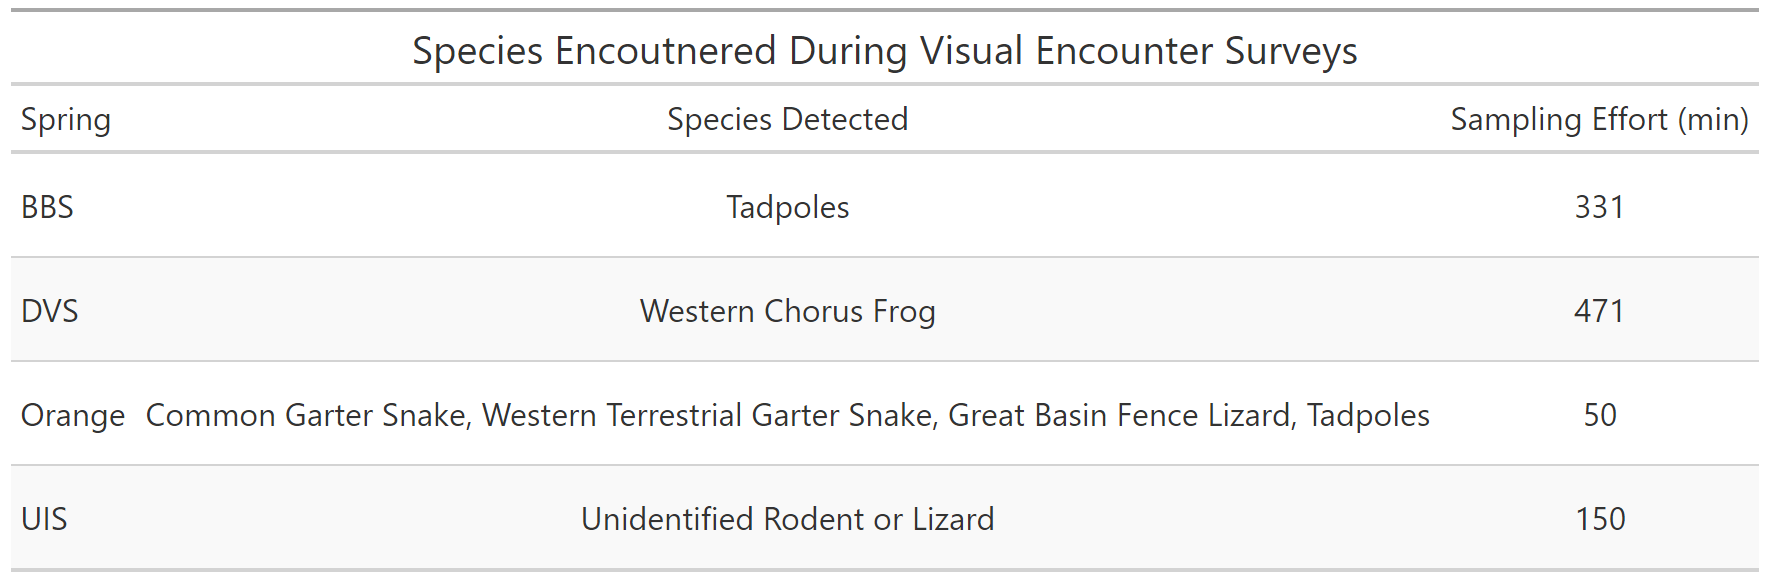 Species Encoutnered During Visual Encounter Surveys
Spring Species Detected Sampling Effort (min)
BBS Tadpoles 331
DVS Western Chorus Frog 471
Orange Common Garter Snake, Western Terrestrial Garter Snake, Great Basin Fence Lizard, Tadpoles 50
UIS Unidentified Rodent or Lizard 150